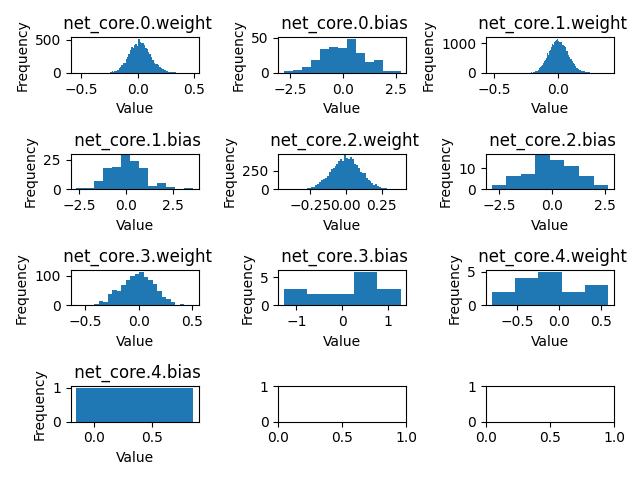 net_core.0.weight
net_core.0.bias
net_core.1.weight
Frequency
500
0
−0.5
0.0
0.5
Value
Frequency
50
0
−2.5
0.0
2.5
Value
Frequency
1000
0
−0.5
0.0
Value
net_core.1.bias
net_core.2.weight
net_core.2.bias
Frequency
25
0
−2.5
0.0
2.5
Value
Frequency
250
0
−0.25
0.00
0.25
Value
Frequency
10
0
−2.5
0.0
2.5
Value
net_core.3.weight
net_core.3.bias
net_core.4.weight
Frequency
100
0
−0.5
0.0
0.5
Value
Frequency
5
0
−1
0
1
Value
Frequency
5
0
−0.5
0.0
0.5
Value
net_core.4.bias
Frequency
1
0
0.0
0.5
Value
1
0
0.0
0.5
1.0
1
0
0.0
0.5
1.0